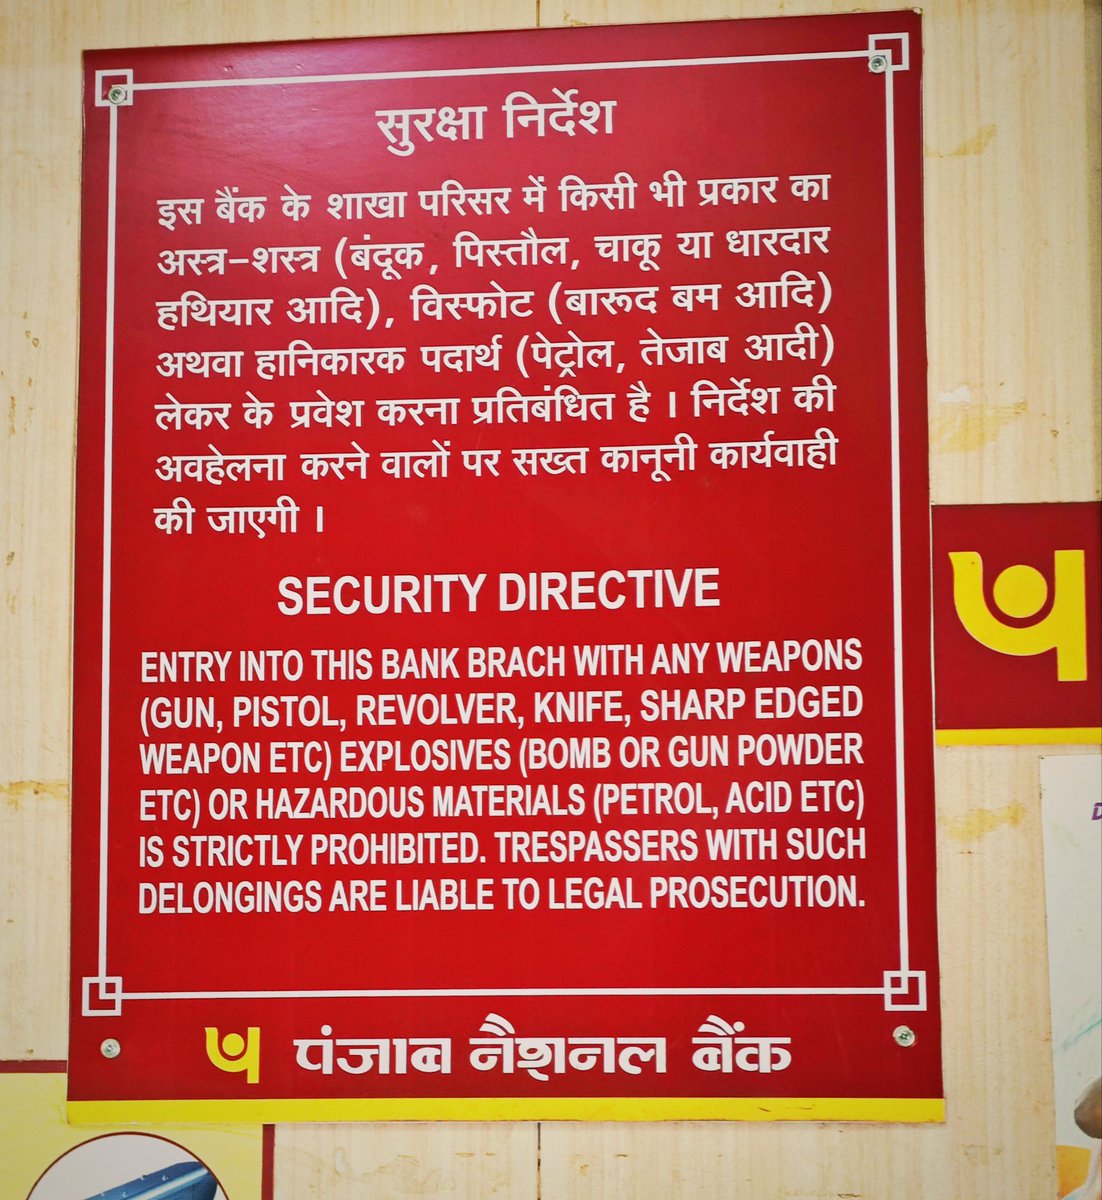 सुरक्षा निर्देश
इस बैंक के शाखा परिसर में किसी भी प्रकार का
अस्त्र–शस्त्र (बंदूक, पिस्तौल, चाकू या धारदार
हथियार आदि), विस्फोट (बारूद बम आदि)
अथवा हानिकारक पदार्थ (पेट्रोल, तेजाब आदी)
लेकर के प्रवेश करना प्रतिबंधित है । निर्देश की
अवहेलना करने वालों पर सख्त कानूनी कार्यवाही
की जाएगी ।
SECURITY DIRECTIVE
ENTRY INTO THIS BANK BRACH WITH ANY WEAPONS
(GUN, PISTOL, REVOLVER, KNIFE, SHARP EDGED
WEAPON ETC) EXPLOSIVES (BOMB OR GUN POWDER
ETC) OR HAZARDOUS MATERIALS (PETROL, ACID ETC)
IS STRICTLY PROHIBITED. TRESPASSERS WITH SUCH
DELONGINGS ARE LIABLE TO LEGAL PROSECUTION.
पंजाब नैशनल बैंक